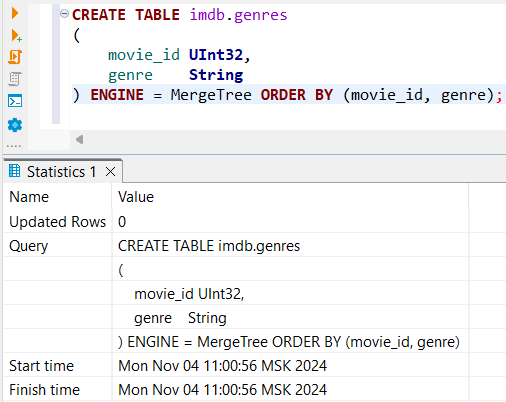 CREATE TABLE imdb.genres
(
    movie_id UInt32,
    genre    String
) ENGINE = MergeTree ORDER BY (movie_id, genre);
Statistics 1
Name Value
Updated Rows 0
Query CREATE TABLE imdb.genres
(
    movie_id UInt32,
    genre    String
) ENGINE = MergeTree ORDER BY (movie_id, genre)
Start time Mon Nov 04 11:00:56 MSK 2024
Finish time Mon Nov 04 11:00:56 MSK 2024